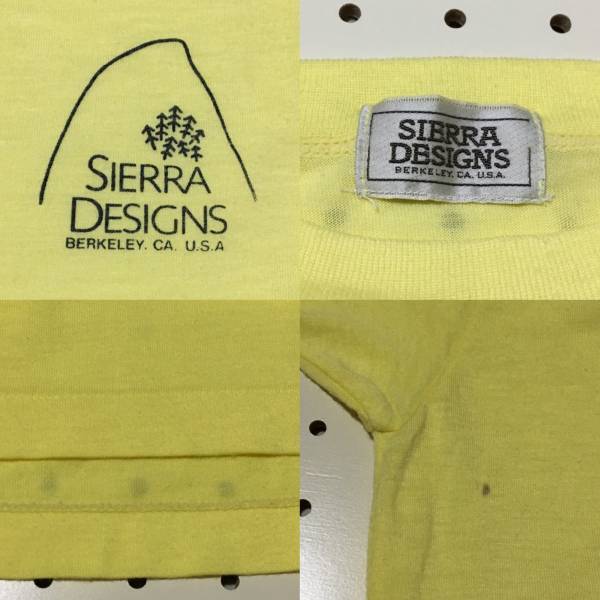 SIERRA
DESIGNS
BERKELEY. CA. U.S.A
SIERRA
DESIGNS
BERKELEY, CA. U.S.A.